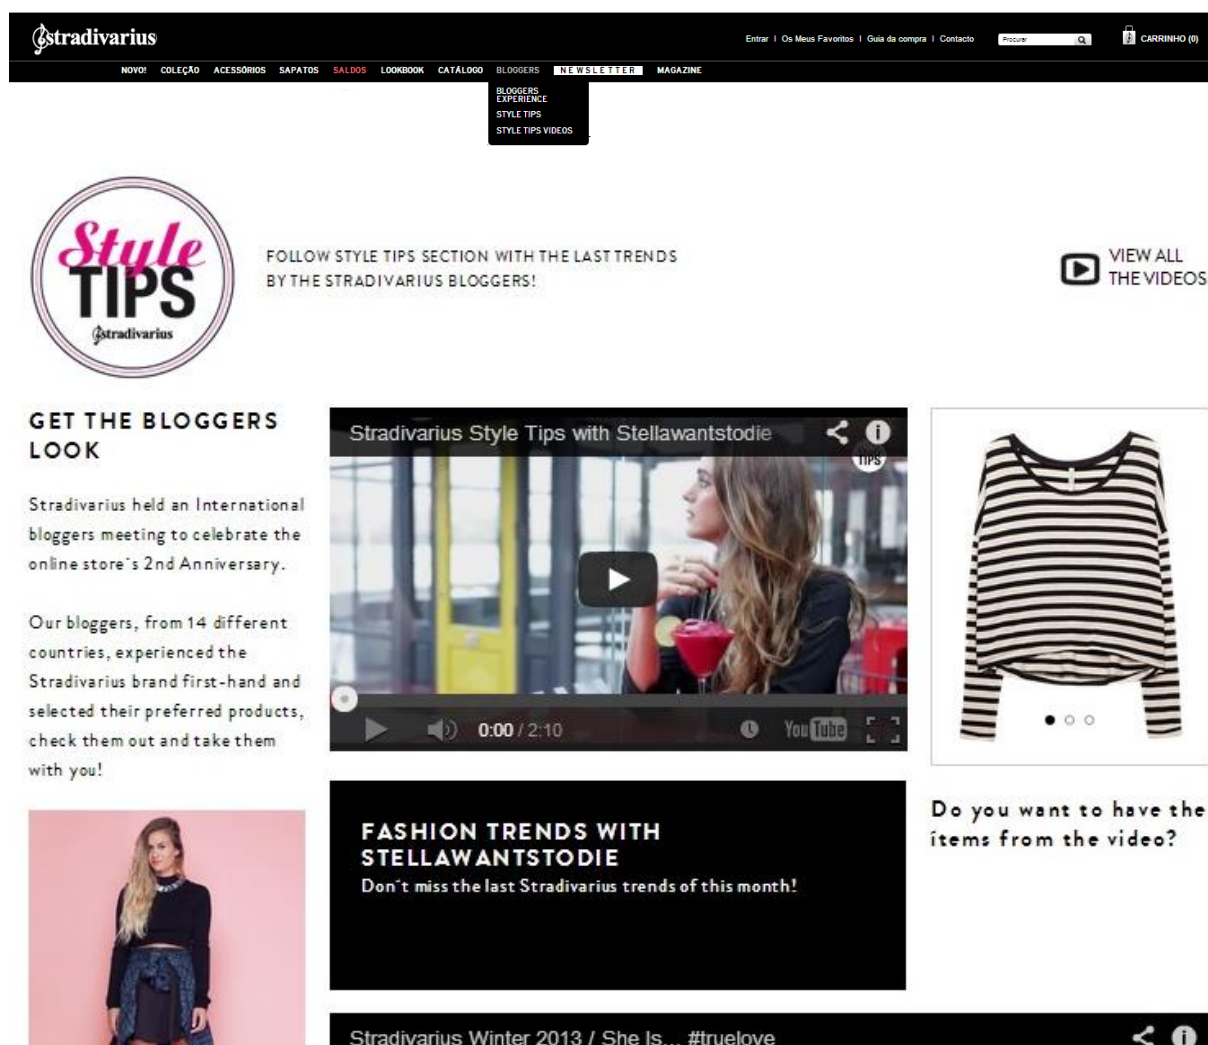 stradivarius
Entrar | Os Meus Favoritos | Guia da compra | Contacto
Procurar
CARRINHO (0)
NOVO! COLEÇÃO ACESSÓRIOS SAPATOS SALDOS LOOKBOOK CATÁLOGO BLOGGERS NEWSLETTER MAGAZINE
BLOGGERS
EXPERIENCE
STYLE TIPS
STYLE TIPS VIDEOS
Style
TIPS
stradivarius
FOLLOW STYLE TIPS SECTION WITH THE LAST TRENDS
BY THE STRADIVARIUS BLOGGERS!
VIEW ALL
THE VIDEOS
GET THE BLOGGERS
LOOK
Stradivarius held an International
bloggers meeting to celebrate the
online store´s 2nd Anniversary.
Our bloggers, from 14 different
countries, experienced the
Stradivarius brand first-hand and
selected their preferred products,
check them out and take them
with you!
Stradivarius Style Tips with Stellawantstodie
TIPS
0:00 / 2:10
YouTube
FASHION TRENDS WITH
STELLAWANTSTODIE
Don´t miss the last Stradivarius trends of this month!
Do you want to have the
ítems from the video?
Stradivarius Winter 2013 / She Is... #truelove